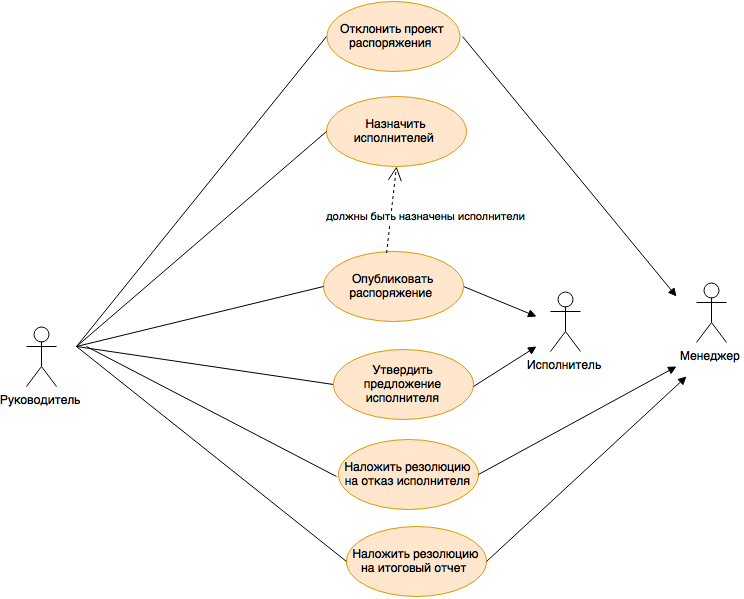 Отклонить проект
распоряжения
Назначить
исполнителей
должны быть назначены исполнители
Опубликовать
распоряжение
Утвердить
предложение
исполнителя
Наложить резолюцию
на отказ исполнителя
Наложить резолюцию
на итоговый отчет
Руководитель
Исполнитель
Менеджер